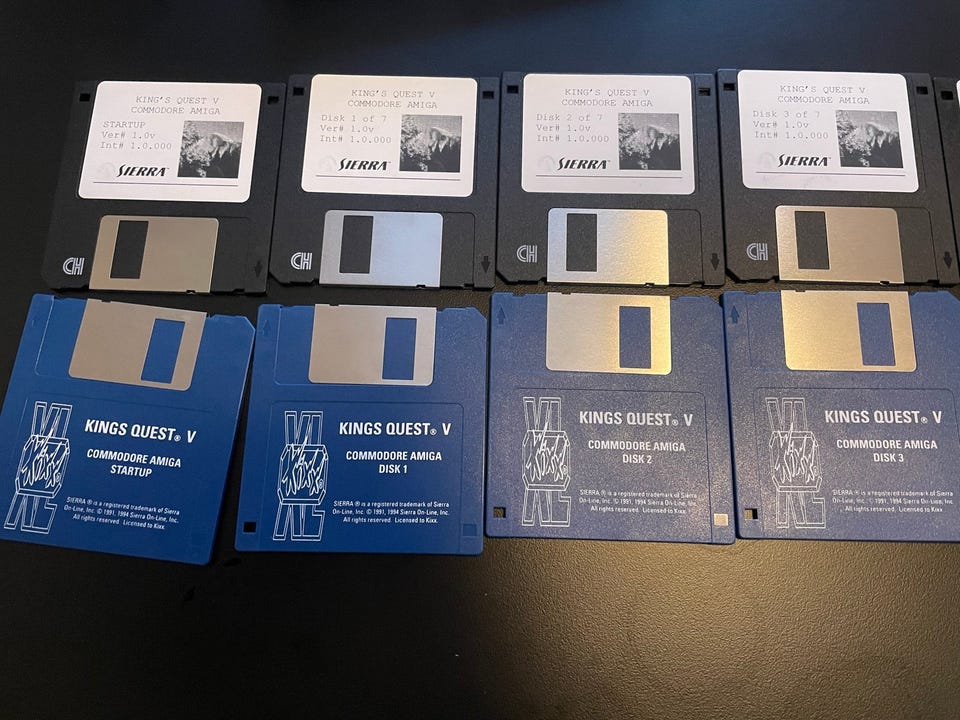 KING'S QUEST V
COMMODORE AMIGA
STARTUP
Ver# 1.0v
Int# 1.0.000
SIERRA
CH
KING'S QUEST V
COMMODORE AMIGA
Disk 1 of 7
Ver# 1.0v
Int# 1.0.000
SIERRA
CH
KING'S QUEST V
COMMODORE AMIGA
Disk 2 of 7
Ver# 1.0v
Int# 1.0.000
SIERRA
CH
KING'S QUEST V
COMMODORE AMIGA
Disk 3 of 7
Ver# 1.0v
Int# 1.0.000
SIERRA
CH
KIXX XL
KINGS QUEST® V
COMMODORE AMIGA
STARTUP
SIERRA ® is a registered trademark of Sierra
On-Line, Inc. © 1991, 1994 Sierra On-Line, Inc.
All rights reserved. Licensed to Kixx.
KIXX XL
KINGS QUEST® V
COMMODORE AMIGA
DISK 1
SIERRA ® is a registered trademark of Sierra
On-Line, Inc. © 1991, 1994 Sierra On-Line, Inc.
All rights reserved. Licensed to Kixx.
KIXX XL
KINGS QUEST® V
COMMODORE AMIGA
DISK 2
SIERRA ® is a registered trademark of Sierra
On-Line, Inc. © 1991, 1994 Sierra On-Line, Inc.
All rights reserved. Licensed to Kixx.
KIXX XL
KINGS QUEST® V
COMMODORE AMIGA
DISK 3
SIERRA ® is a registered trademark of Sierra
On-Line, Inc. © 1991, 1994 Sierra On-Line, Inc.
All rights reserved. Licensed to Kixx.